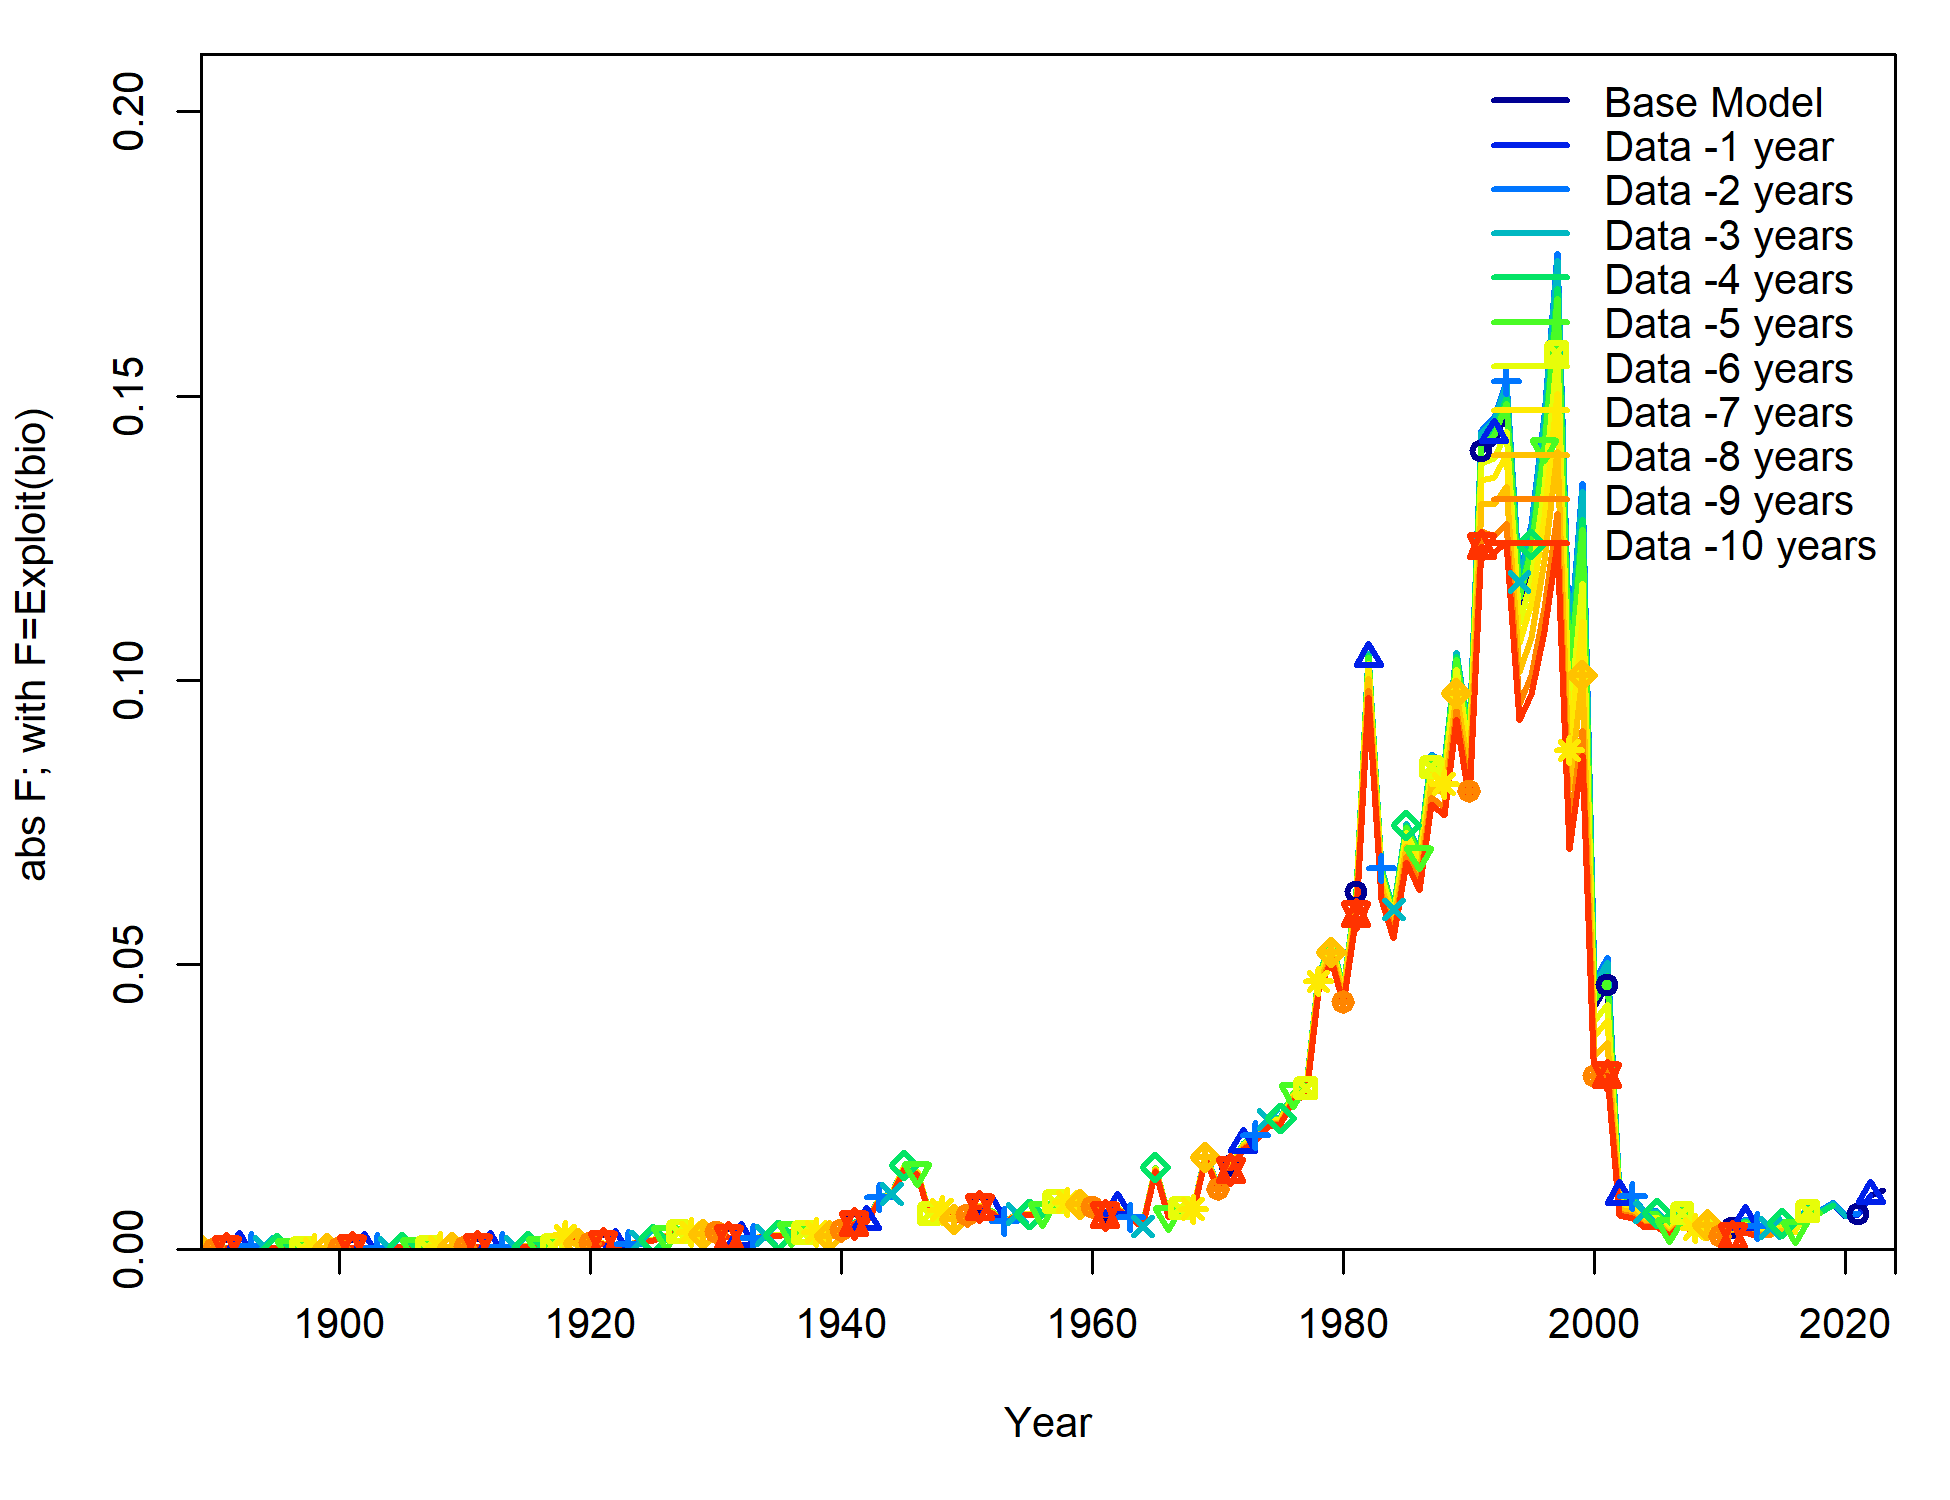 abs F; with F=Exploit(bio)
0.20
0.15
0.10
0.05
0.00
Base Model
Data -1 year
Data -2 years
Data -3 years
Data -4 years
Data -5 years
Data -6 years
Data -7 years
Data -8 years
Data -9 years
Data -10 years
1900 1920 1940 1960 1980 2000 2020
Year